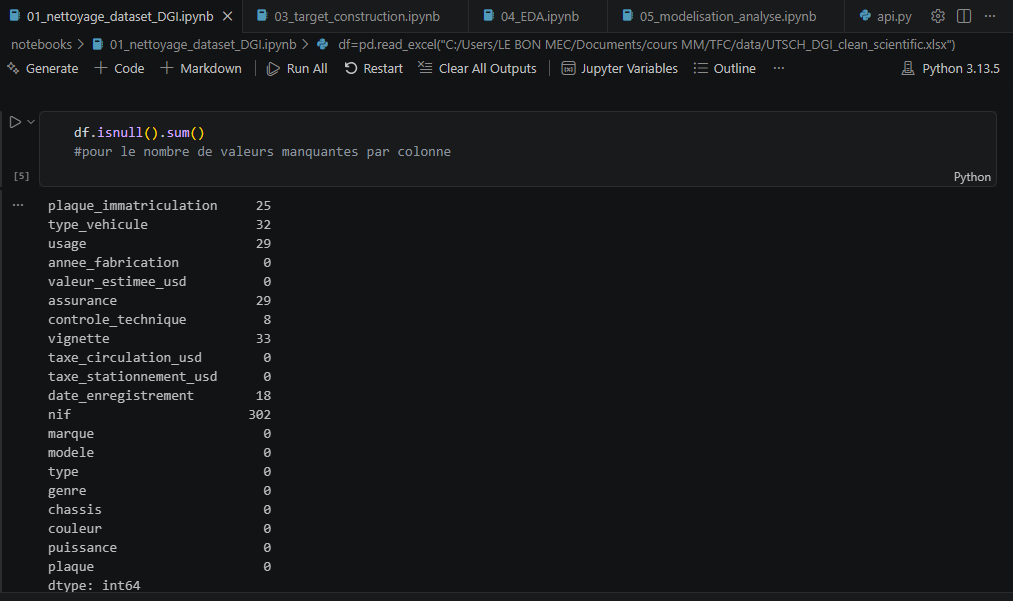 01_nettoyage_dataset_DGI.ipynb 03_target_construction.ipynb 04_EDA.ipynb 05_modelisation_analyse.ipynb api.py ...
notebooks > 01_nettoyage_dataset_DGI.ipynb > df=pd.read_excel("C:/Users/LE BON MEC/Documents/cours MM/TFC/data/UTSCH_DGI_clean_scientific.xlsx")
Generate + Code + Markdown | Run All Restart Clear All Outputs | Jupyter Variables Outline ... Python 3.13.5
df.isnull().sum()
#pour le nombre de valeurs manquantes par colonne
[5] Python
... plaque_immatriculation 25
type_vehicule 32
usage 29
annee_fabrication 0
valeur_estimee_usd 0
assurance 29
controle_technique 8
vignette 33
taxe_circulation_usd 0
taxe_stationnement_usd 0
date_enregistrement 18
nif 302
marque 0
modele 0
type 0
genre 0
chassis 0
couleur 0
puissance 0
plaque 0
dtype: int64